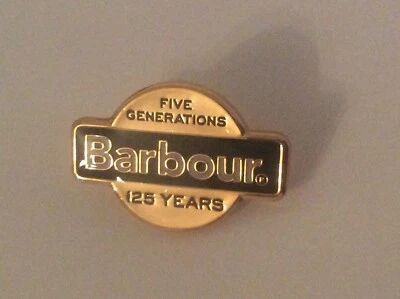 FIVE
GENERATIONS
Barbour®
125 YEARS